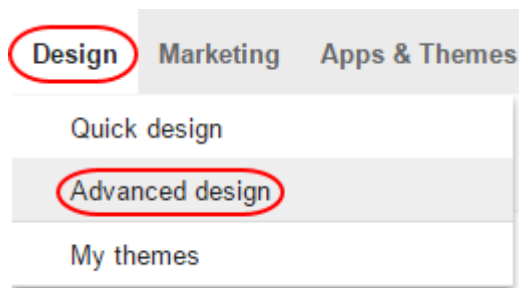 Design Marketing Apps & Themes
Quick design
Advanced design
My themes